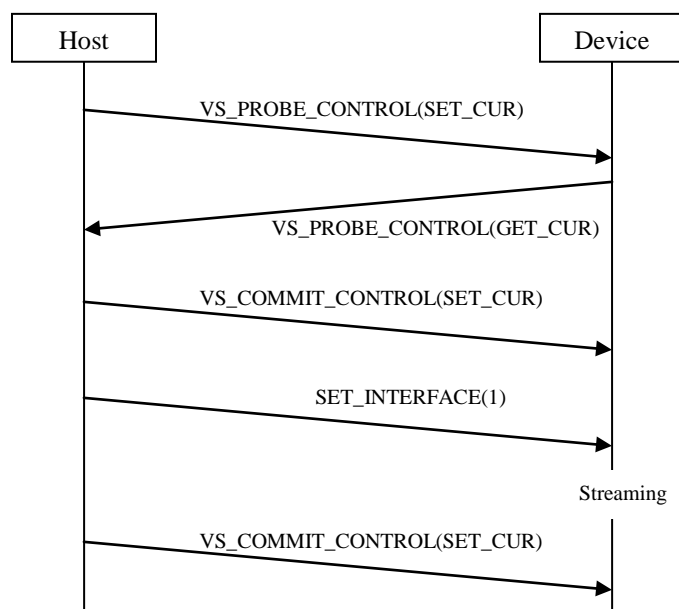 Host
Device
VS_PROBE_CONTROL(SET_CUR)
VS_PROBE_CONTROL(GET_CUR)
VS_COMMIT_CONTROL(SET_CUR)
SET_INTERFACE(1)
Streaming
VS_COMMIT_CONTROL(SET_CUR)